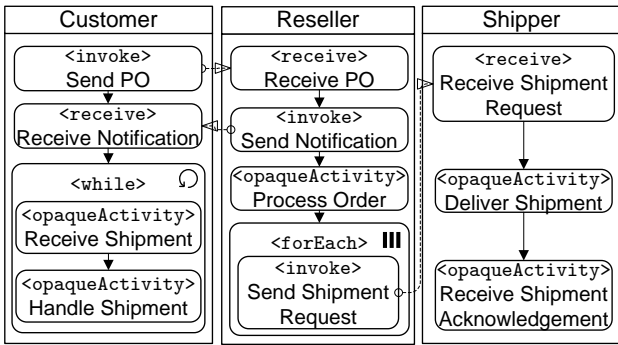 Customer
<invoke>
Send PO
<receive>
Receive Notification
<while>
<opaqueActivity>
Receive Shipment
<opaqueActivity>
Handle Shipment
Reseller
<receive>
Receive PO
<invoke>
Send Notification
<opaqueActivity>
Process Order
<forEach>
<invoke>
Send Shipment
Request
Shipper
<receive>
Receive Shipment
Request
<opaqueActivity>
Deliver Shipment
<opaqueActivity>
Receive Shipment
Acknowledgement